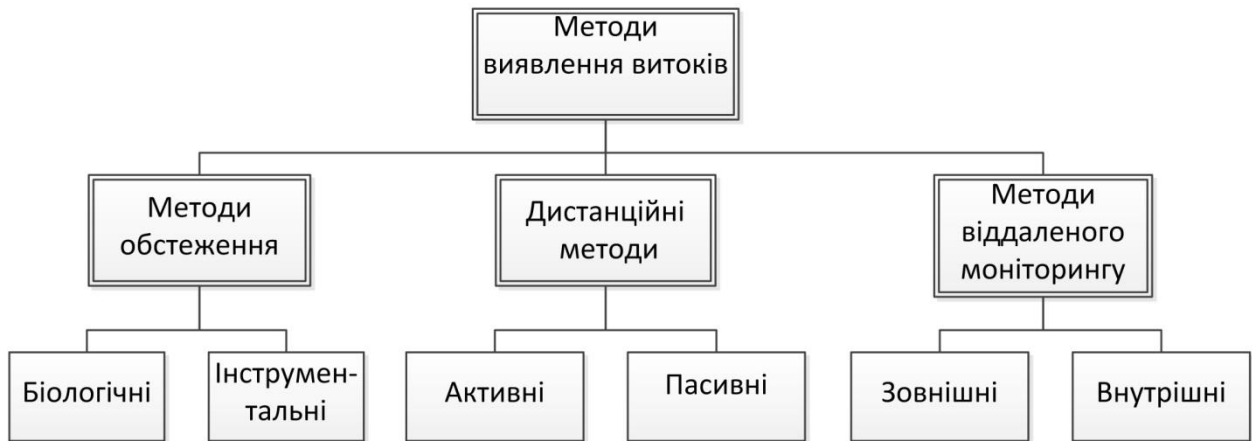 Методи
виявлення витоків
Методи
обстеження
Дистанційні
методи
Методи
віддаленого
моніторингу
Біологічні
Інструмен-
тальні
Активні
Пасивні
Зовнішні
Внутрішні